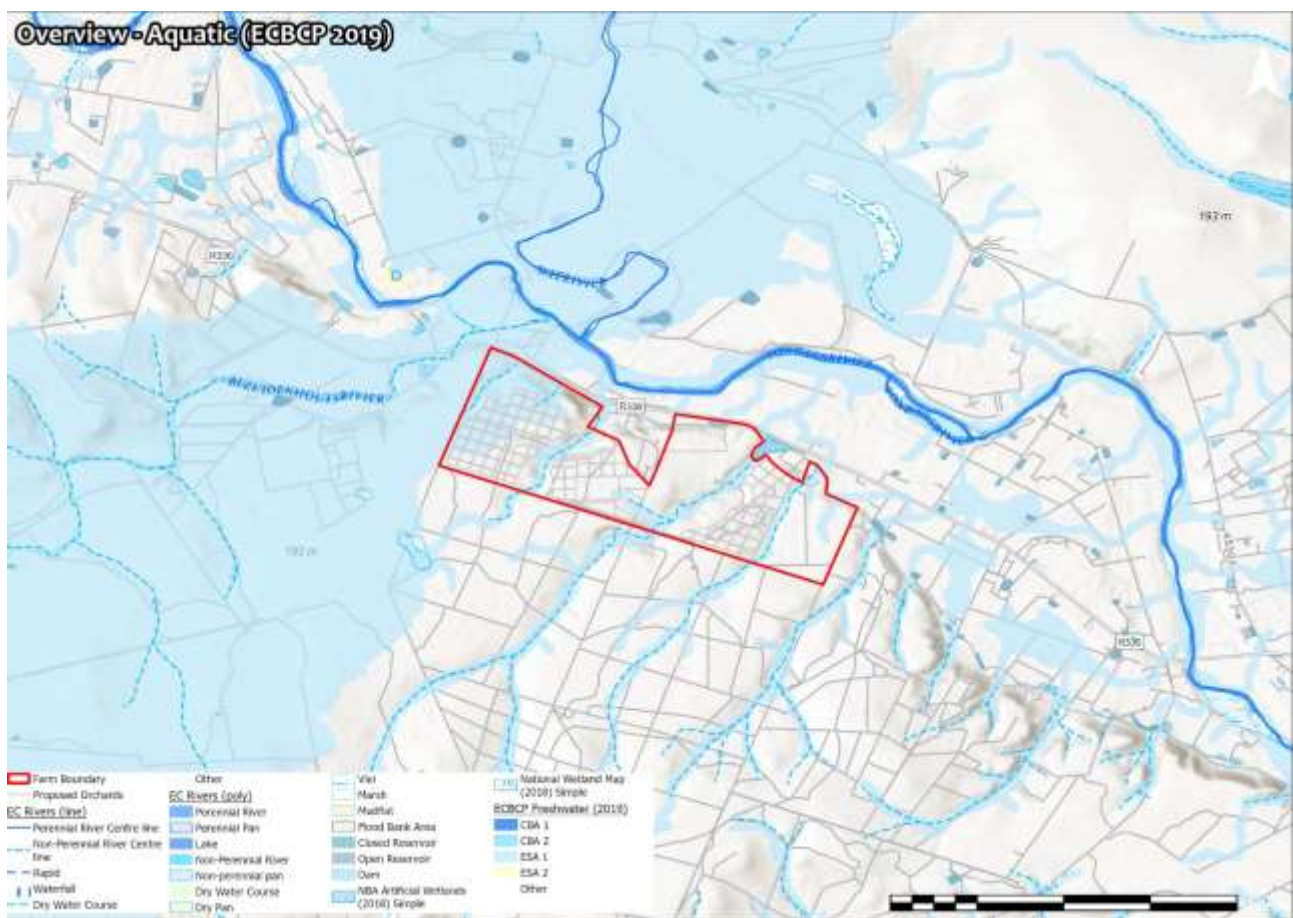 Overview - Aquatic (ECBCP 2019)
192 m
R336
BEZUIDENHOUTSRIVIER
R336
192 m
R336
Farm Boundary
Proposed Orchards
EC Rivers (line)
Perennial River Centre line
Non-Perennial River Centre
line
Rapid
Waterfall
Dry Water Course
Other
EC Rivers (poly)
Perennial River
Perennial Pan
Lake
Non-Perennial River
Non-perennial pan
Dry Water Course
Dry Pan
Vlei
Marsh
Mudflat
Flood Bank Area
Closed Reservoir
Open Reservoir
Dam
NBA Artificial Wetlands
(2018) Simple
National Wetland Map
(2018) Simple
ECBCP Freshwater (2019)
CBA 1
CBA 2
ESA 1
ESA 2
Other